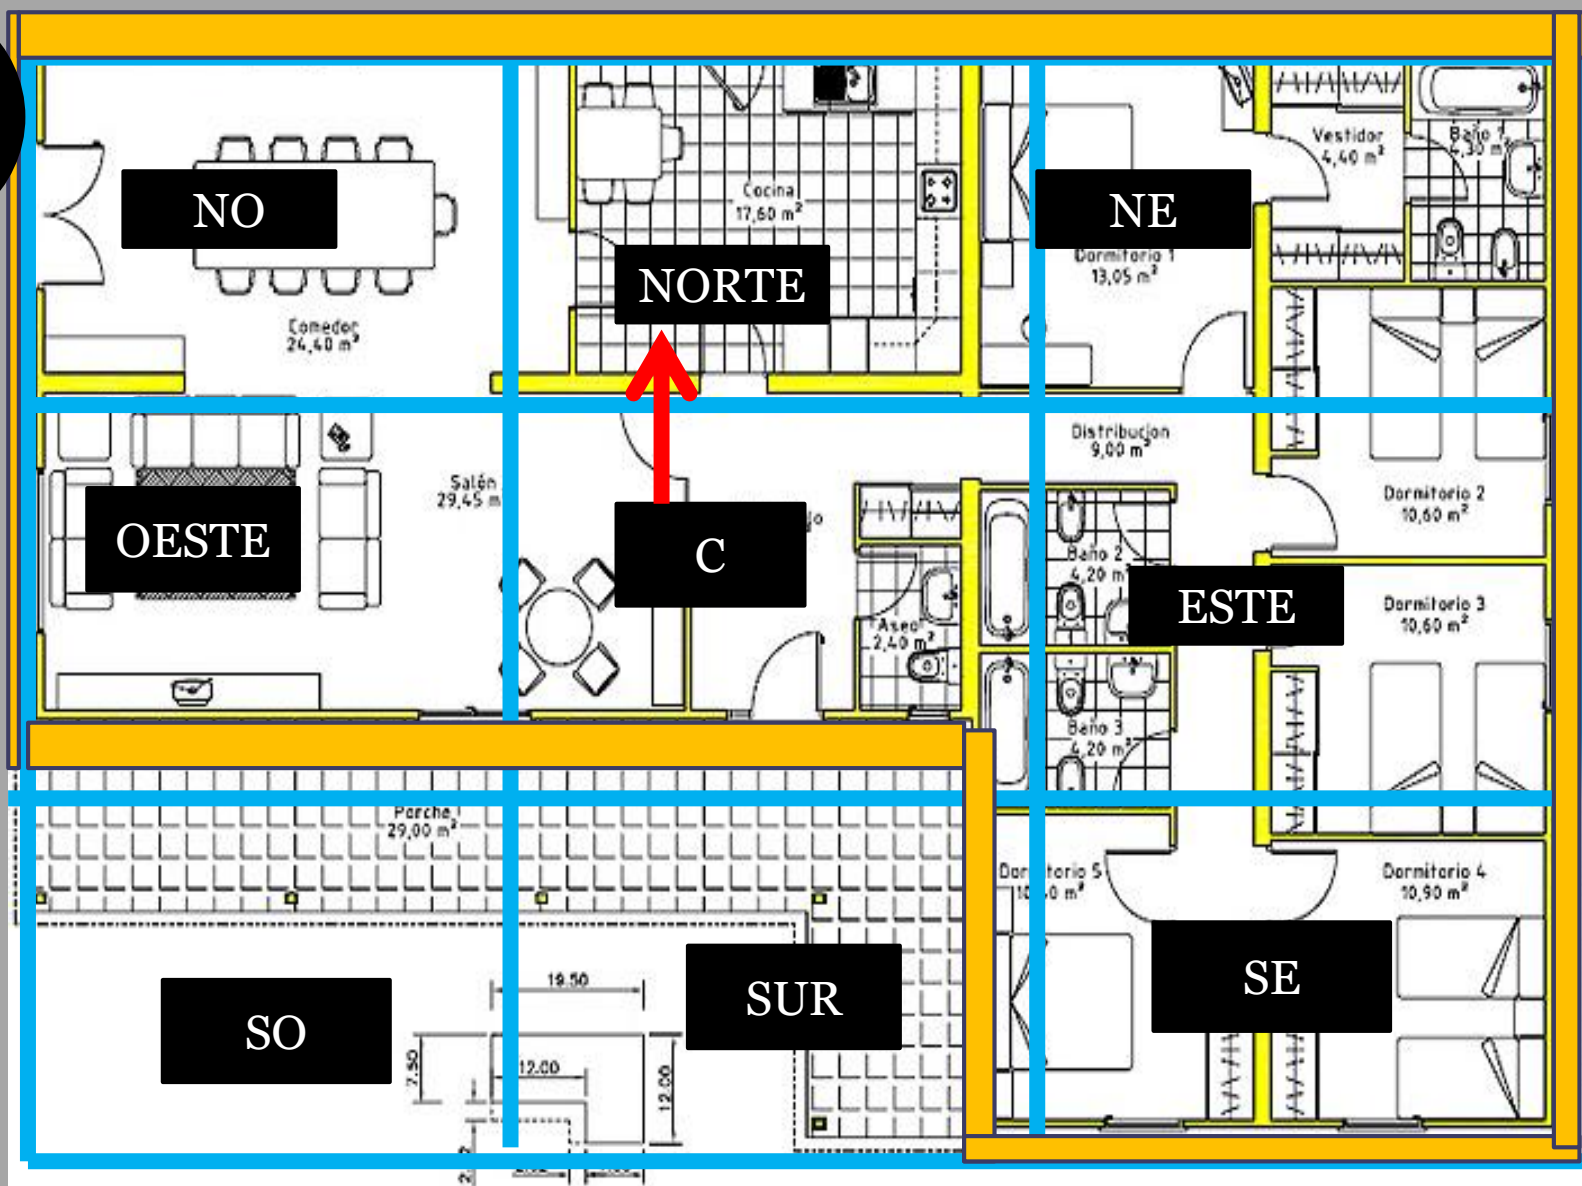 NO
NORTE
NE
OESTE
C
ESTE
SO
SUR
SE
Comedor
24,40 m²
Cocina
17,60 m²
Dormitorio 1
13,05 m²
Vestidor
4,40 m²
Baño 1
4,30 m²
Salón
29,45 m
Distribucion
9,00 m²
Dormitorio 2
10,60 m²
Baño 2
4,20 m²
Aseo
2,40 m²
Dormitorio 3
10,60 m²
Baño 3
4,20 m²
Porche
29,00 m²
Dormitorio 4
10,90 m²
19.50
7.50
12.00
12.00